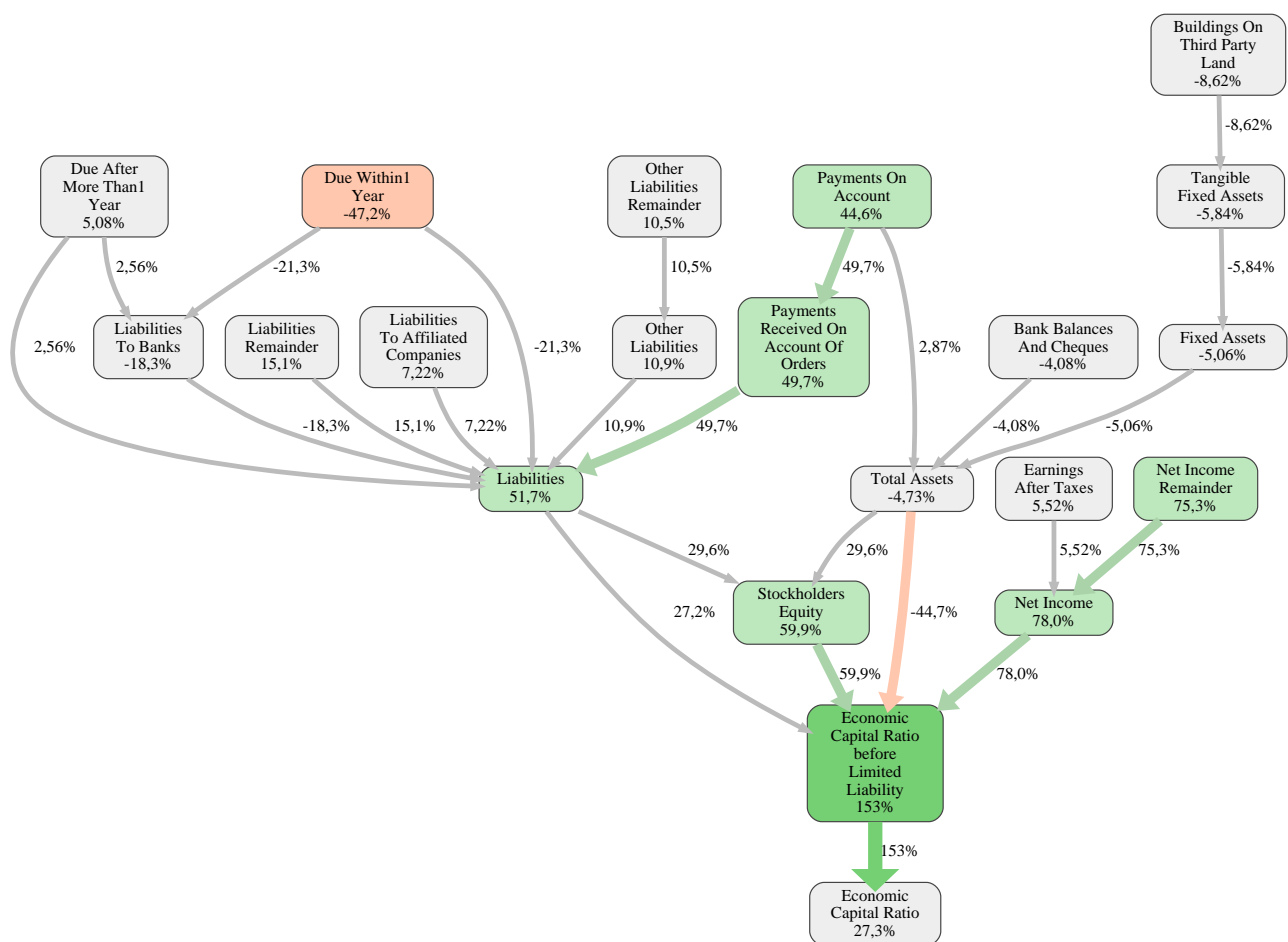 Buildings On
Third Party
Land
-8,62%
-8,62%
Due After
More Than1
Year
5,08%
Due Within1
Year
-47,2%
Other
Liabilities
Remainder
10,5%
Payments On
Account
44,6%
Tangible
Fixed Assets
-5,84%
2,56%
-21,3%
10,5%
49,7%
-5,84%
Liabilities
To Banks
-18,3%
Liabilities
Remainder
15,1%
Liabilities
To Affiliated
Companies
7,22%
Other
Liabilities
10,9%
Payments
Received On
Account Of
Orders
49,7%
Bank Balances
And Cheques
-4,08%
Fixed Assets
-5,06%
2,56%
-21,3%
2,87%
-18,3%
15,1%
7,22%
10,9%
49,7%
-4,08%
-5,06%
Liabilities
51,7%
Total Assets
-4,73%
Earnings
After Taxes
5,52%
Net Income
Remainder
75,3%
29,6%
29,6%
5,52%
75,3%
27,2%
Stockholders
Equity
59,9%
-44,7%
Net Income
78,0%
59,9%
78,0%
Economic
Capital Ratio
before
Limited
Liability
153%
153%
Economic
Capital Ratio
27,3%